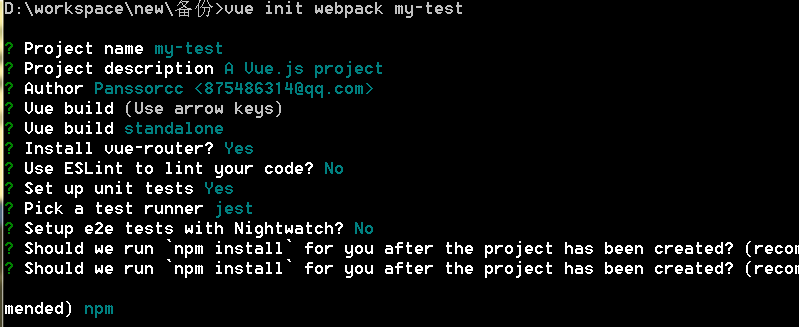 D:\workspace\new\备份>vue init webpack my-test
? Project name my-test
? Project description A Vue.js project
? Author Panssorcc <875486314@qq.com>
? Vue build (Use arrow keys)
? Vue build standalone
? Install vue-router? Yes
? Use ESLint to lint your code? No
? Set up unit tests Yes
? Pick a test runner jest
? Setup e2e tests with Nightwatch? No
? Should we run `npm install` for you after the project has been created? (recom
? Should we run `npm install` for you after the project has been created? (recom
mended) npm